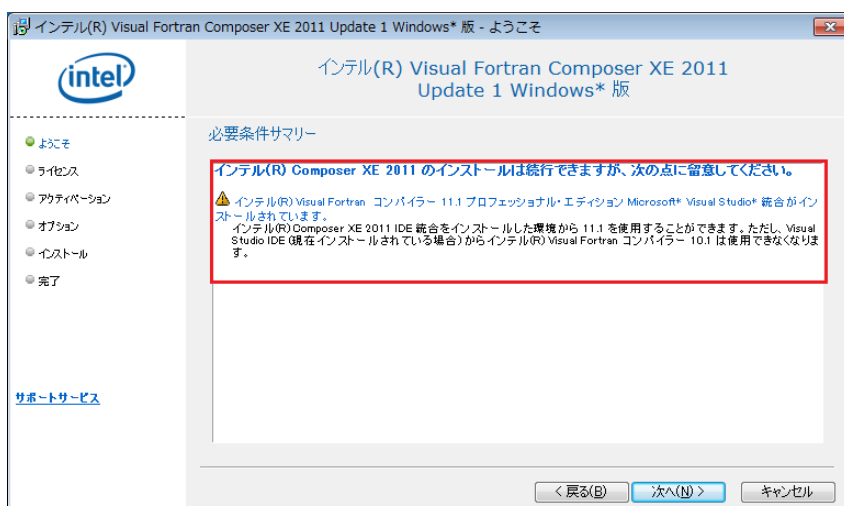 インテル(R) Visual Fortran Composer XE 2011 Update 1 Windows* 版 - ようこそ
intel
インテル(R) Visual Fortran Composer XE 2011
Update 1 Windows* 版
ようこそ
ライセンス
アクティベーション
オプション
インストール
完了
サポートサービス
必要条件サマリー
インテル(R) Composer XE 2011 のインストールは続行できますが、次の点に留意してください。
インテル(R) Visual Fortran コンパイラー 11.1 プロフェッショナル・エディション Microsoft* Visual Studio* 統合がイン
ストールされています。
インテル(R) Composer XE 2011 IDE 統合をインストールした環境から 11.1 を使用することができます。ただし、Visual
Studio IDE (現在インストールされている場合) からインテル(R) Visual Fortran コンパイラー 10.1 は使用できなくなりま
す。
< 戻る(B)
次へ(N) >
キャンセル